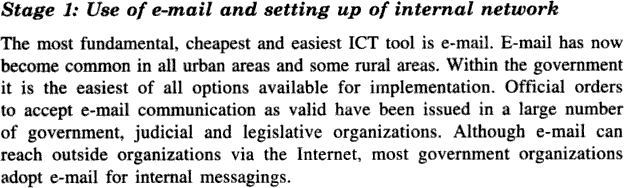 Stage 1: Use of e-mail and setting up of internal network
The most fundamental, cheapest and easiest ICT tool is e-mail. E-mail has now
become common in all urban areas and some rural areas. Within the government
it is the easiest of all options available for implementation. Official orders
to accept e-mail communication as valid have been issued in a large number
of government, judicial and legislative organizations. Although e-mail can
reach outside organizations via the Internet, most government organizations
adopt e-mail for internal messagings.